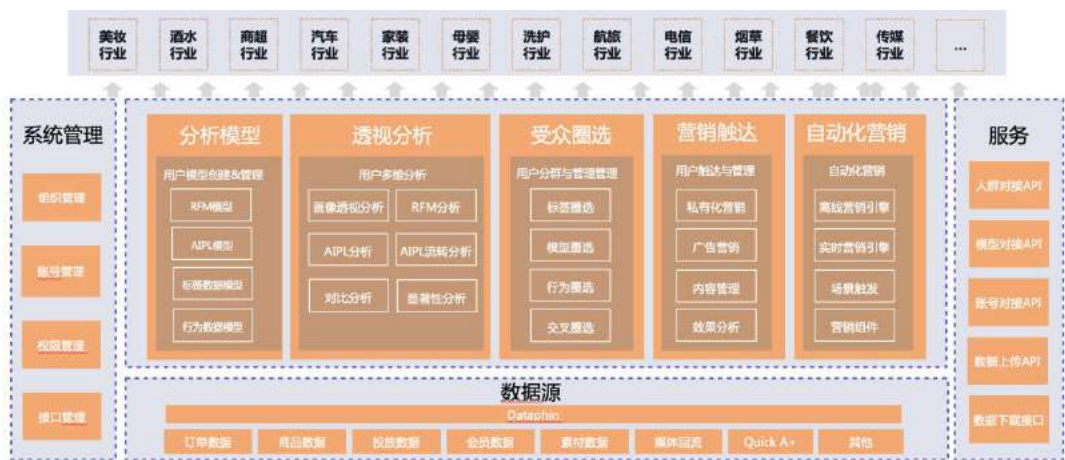 美妆
行业
酒水
行业
商超
行业
汽车
行业
家装
行业
母婴
行业
洗护
行业
航旅
行业
电信
行业
烟草
行业
餐饮
行业
传媒
行业
...
系统管理
组织管理
账号管理
权限管理
接口管理
分析模型
用户模型创建&管理
RFM模型
AIPL模型
标签数据模型
行为数据模型
透视分析
用户多维分析
画像透视分析
RFM分析
AIPL分析
AIPL流转分析
对比分析
显著性分析
受众圈选
用户分群与管理管理
标签圈选
模型圈选
行为圈选
交叉圈选
营销触达
用户触达与管理
私有化营销
广告营销
内容管理
效果分析
自动化营销
自动化营销
离线营销引擎
实时营销引擎
场景触发
营销组件
服务
人群对接API
模型对接API
账号对接API
数据上传API
数据下载接口
数据源
Dataphin
订单数据
商品数据
投放数据
会员数据
素材数据
媒体回流
Quick A+
其他